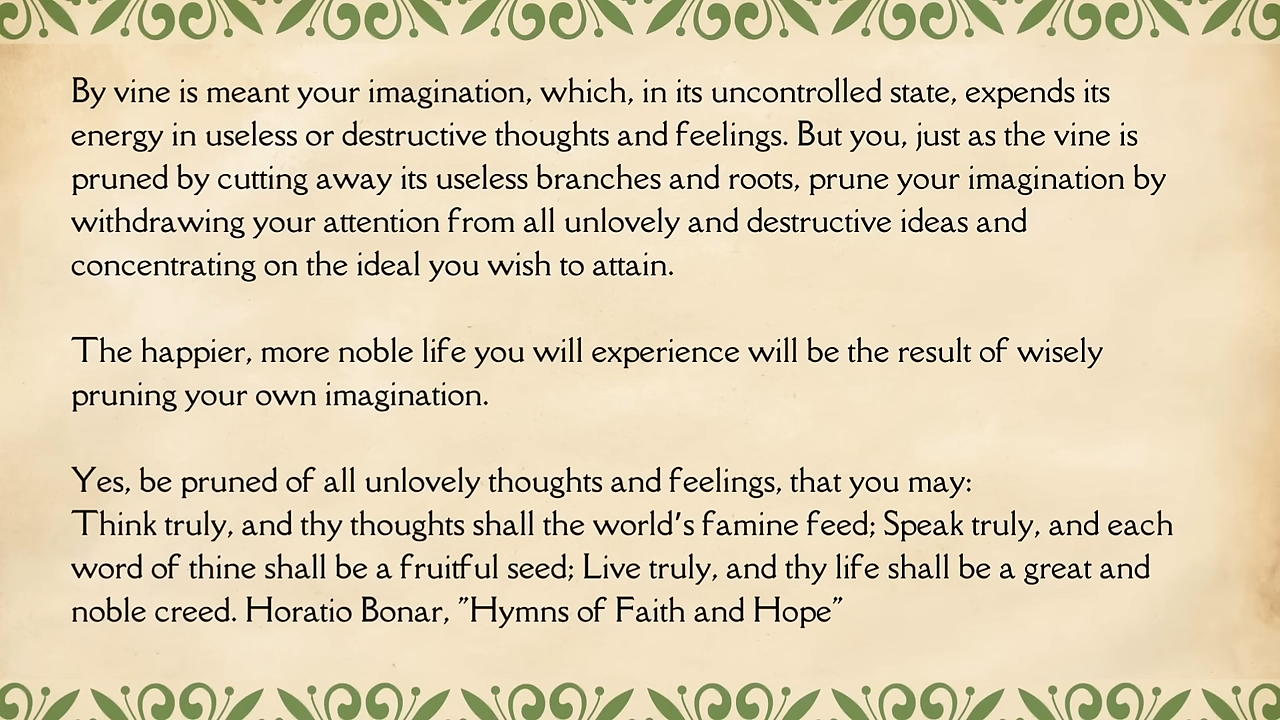 By vine is meant your imagination, which, in its uncontrolled state, expends its
energy in useless or destructive thoughts and feelings. But you, just as the vine is
pruned by cutting away its useless branches and roots, prune your imagination by
withdrawing your attention from all unlovely and destructive ideas and
concentrating on the ideal you wish to attain.
The happier, more noble life you will experience will be the result of wisely
pruning your own imagination.
Yes, be pruned of all unlovely thoughts and feelings, that you may:
Think truly, and thy thoughts shall the world's famine feed; Speak truly, and each
word of thine shall be a fruitful seed; Live truly, and thy life shall be a great and
noble creed. Horatio Bonar, "Hymns of Faith and Hope"